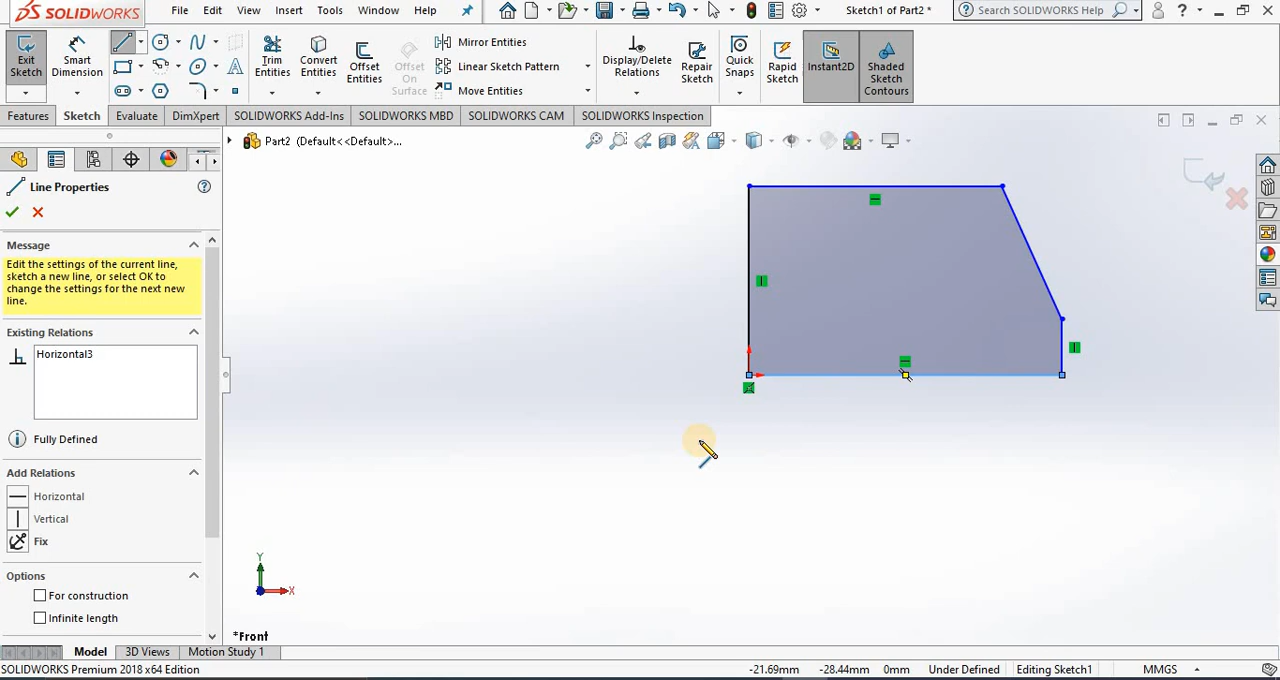 SOLIDWORKS File Edit View Insert Tools Window Help Sketch1 of Part2 * Search SOLIDWORKS Help ?
Exit Sketch
Smart Dimension
Trim Entities
Convert Entities
Offset Entities
Offset On Surface
Mirror Entities
Linear Sketch Pattern
Move Entities
Display/Delete Relations
Repair Sketch
Quick Snaps
Rapid Sketch
Instant2D
Shaded Sketch Contours
Features Sketch Evaluate DimXpert SOLIDWORKS Add-Ins SOLIDWORKS MBD SOLIDWORKS CAM SOLIDWORKS Inspection
Part2 (Default<<Default>...
Line Properties
Message
Edit the settings of the current line,
sketch a new line, or select OK to
change the settings for the next new
line.
Existing Relations
Horizontal3
Fully Defined
Add Relations
Horizontal
Vertical
Fix
Options
For construction
Infinite length
Y
X
*Front
Model 3D Views Motion Study 1
SOLIDWORKS Premium 2018 x64 Edition -21.69mm -28.44mm 0mm Under Defined Editing Sketch1 MMGS